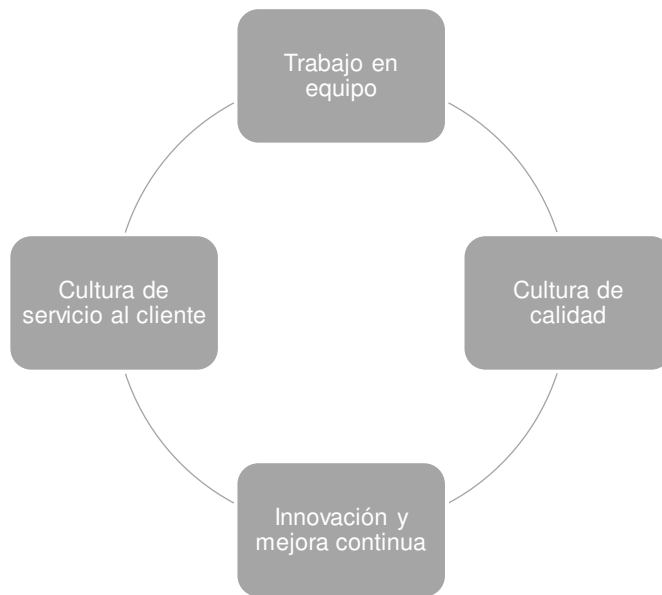 Trabajo en
equipo
Cultura de
calidad
Innovación y
mejora continua
Cultura de
servicio al cliente